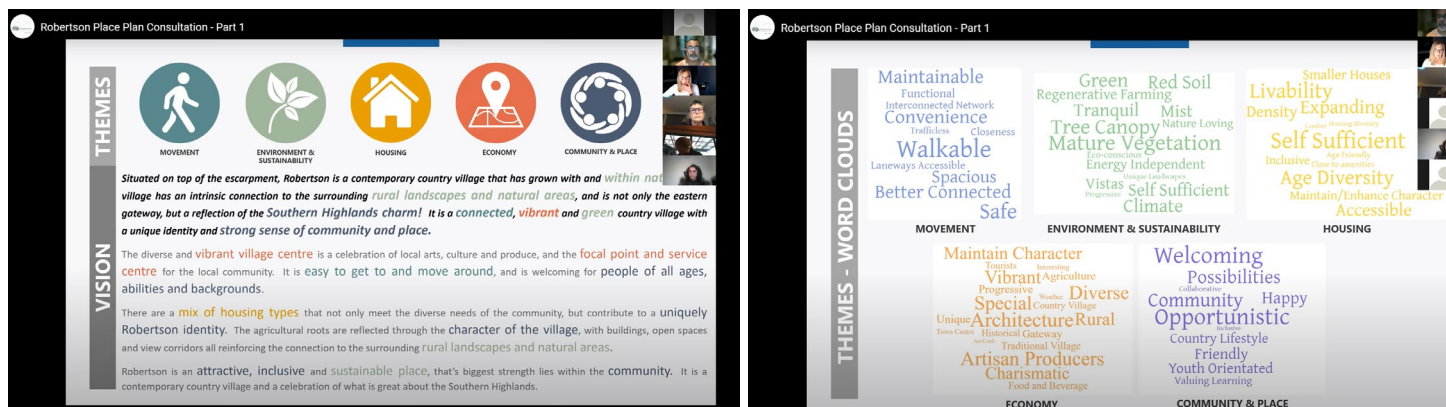 Robertson Place Plan Consultation - Part 1
THEMES
MOVEMENT
ENVIRONMENT &
SUSTAINABILITY
HOUSING
ECONOMY
COMMUNITY & PLACE
VISION
Situated on top of the escarpment, Robertson is a contemporary country village that has grown with and within nat
village has an intrinsic connection to the surrounding rural landscapes and natural areas, and is not only the eastern
gateway, but a reflection of the Southern Highlands charm! It is a connected, vibrant and green country village with
a unique identity and strong sense of community and place.
The diverse and vibrant village centre is a celebration of local arts, culture and produce, and the focal point and service
centre for the local community. It is easy to get to and move around, and is welcoming for people of all ages,
abilities and backgrounds.
There are a mix of housing types that not only meet the diverse needs of the community, but contribute to a uniquely
Robertson identity. The agricultural roots are reflected through the character of the village, with buildings, open spaces
and view corridors all reinforcing the connection to the surrounding rural landscapes and natural areas.
Robertson is an attractive, inclusive and sustainable place, that's biggest strength lies within the community. It is a
contemporary country village and a celebration of what is great about the Southern Highlands.
Robertson Place Plan Consultation - Part 1
THEMES - WORD CLOUDS
Maintainable
Functional
Interconnected Network
Convenience
Trafficless Closeness
Walkable
Laneways Accessible
Spacious
Better Connected
Safe
MOVEMENT
Green Red Soil
Regenerative Farming
Tranquil Mist
Tree Canopy Nature Loving
Mature Vegetation
Eco-conscious
Energy Independent
Unique Landscapes
Vistas Self Sufficient
Progressive
Climate
ENVIRONMENT & SUSTAINABILITY
Smaller Houses
Livability
Density Expanding
Housing Diversity
Self Sufficient
Age Friendly
Inclusive Close to amenities
Age Diversity
Maintain/Enhance Character
Accessible
HOUSING
Maintain Character
Tourists Interesting
Vibrant Agriculture
Progressive
Diverse
Special Weather Country Village
Unique Architecture Rural
Town Centre Historical Gateway
Traditional Village
Artisan Producers
Charismatic
Food and Beverage
ECONOMY
Welcoming
Possibilities
Collaborative
Community Happy
Opportunistic
Inclusive
Country Lifestyle
Friendly
Youth Orientated
Valuing Learning
COMMUNITY & PLACE